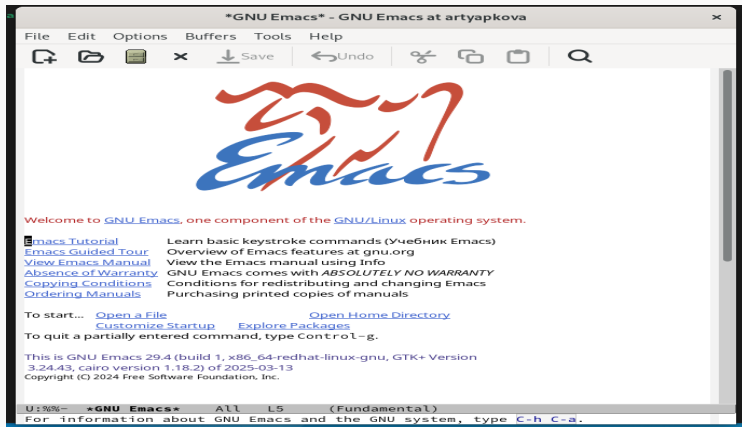 *GNU Emacs* - GNU Emacs at artyapkova
File Edit Options Buffers Tools Help
Save Undo
Emacs
Welcome to GNU Emacs, one component of the GNU/Linux operating system.
Emacs Tutorial Learn basic keystroke commands (Учебник Emacs)
Emacs Guided Tour Overview of Emacs features at gnu.org
View Emacs Manual View the Emacs manual using Info
Absence of Warranty GNU Emacs comes with ABSOLUTELY NO WARRANTY
Copying Conditions Conditions for redistributing and changing Emacs
Ordering Manuals Purchasing printed copies of manuals
To start... Open a File Open Home Directory
Customize Startup Explore Packages
To quit a partially entered command, type Control-g.
This is GNU Emacs 29.4 (build 1, x86_64-redhat-linux-gnu, GTK+ Version
3.24.43, cairo version 1.18.2) of 2025-03-13
Copyright (C) 2024 Free Software Foundation, Inc.
U:%%- *GNU Emacs* All L5 (Fundamental)
For information about GNU Emacs and the GNU system, type C-h C-a.